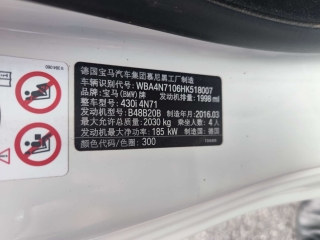 德国宝马汽车集团慕尼黑工厂制造
车辆识别代号: WBA4N7106HK518007
品牌: 宝马(BMW)牌 发动机排量: 1998 ml
整车型号: 430i 4N71
发动机型号: B48B20B 制造年月: 2016.03
最大允许总质量: 2030 kg 乘坐人数: 4 人
发动机最大净功率: 185 kW 制造国: 德国
颜色代码/色圈: 300